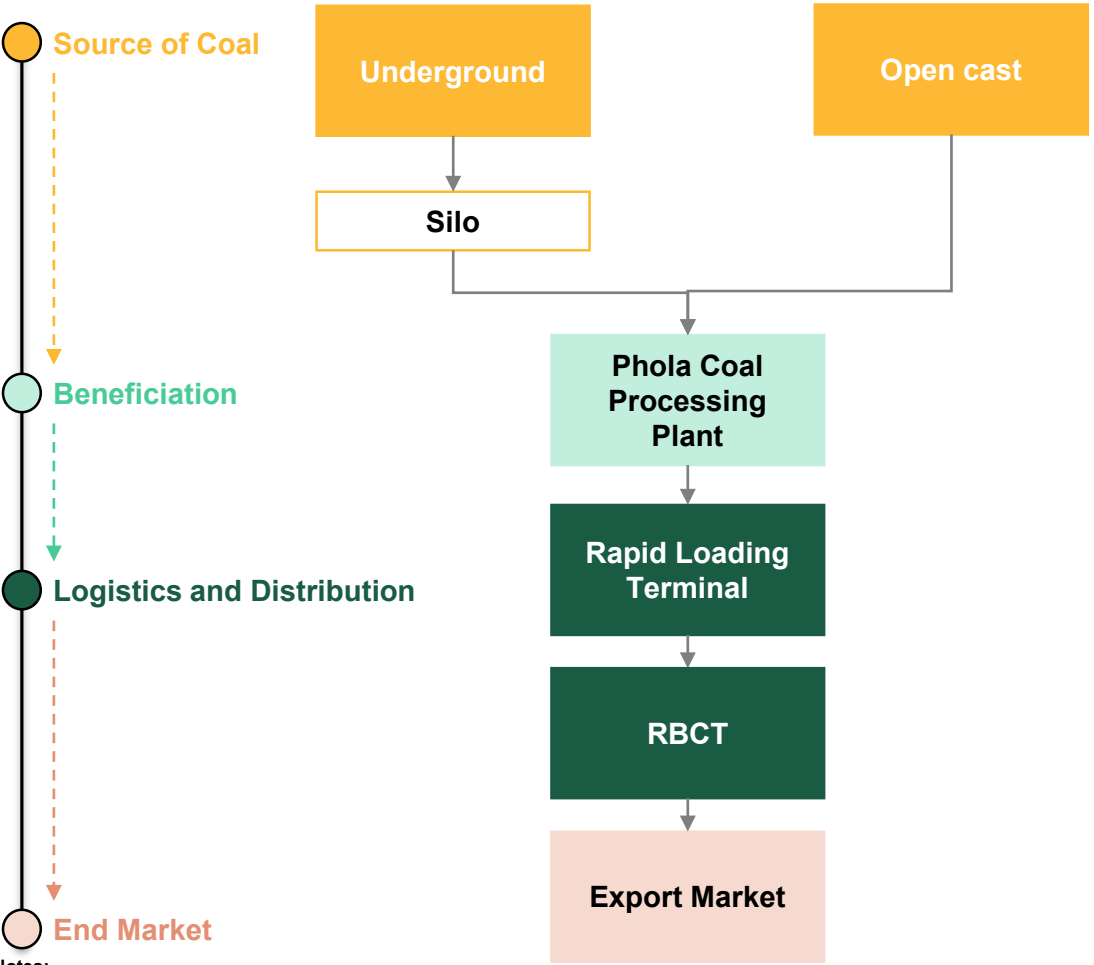 Source of Coal
Underground
Open cast
Silo
Phola Coal
Processing
Plant
Beneficiation
Rapid Loading
Terminal
Logistics and Distribution
RBCT
Export Market
End Market